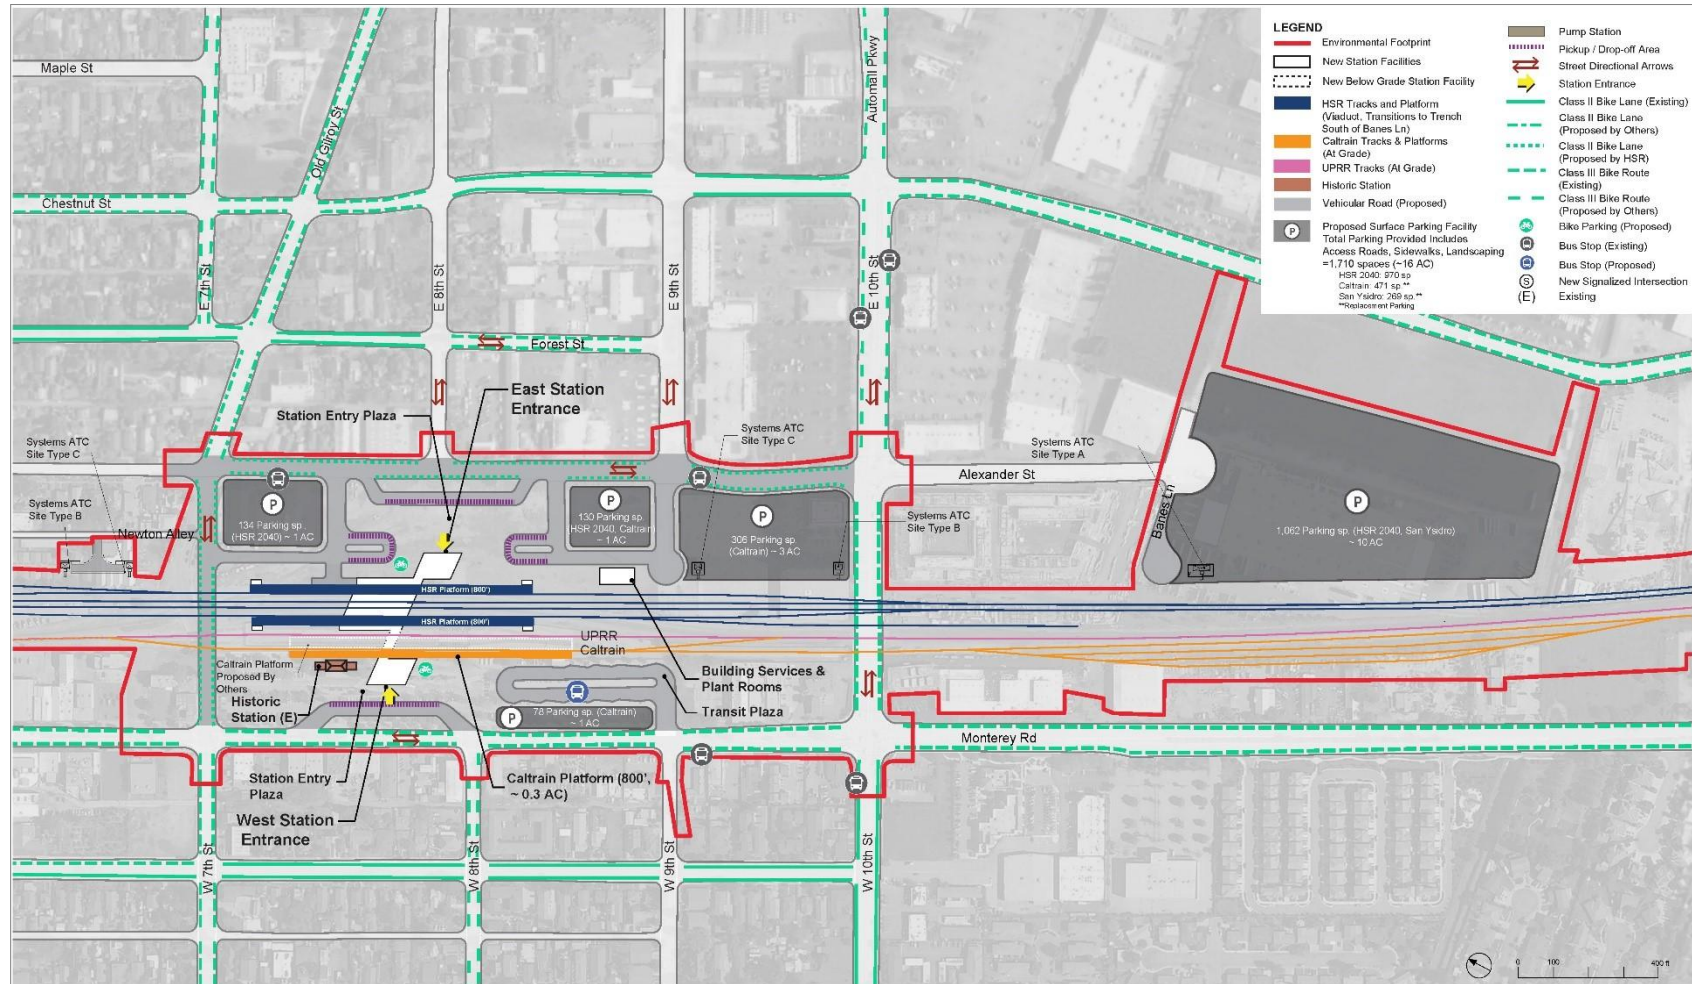 LEGEND
Environmental Footprint
New Station Facilities
New Below Grade Station Facility
HSR Tracks and Platform
(Viaduct, Transitions to Trench
South of Banes Ln)
Caltrain Tracks & Platforms
(At Grade)
UPRR Tracks (At Grade)
Historic Station
Vehicular Road (Proposed)
P
Proposed Surface Parking Facility
Total Parking Provided Includes
Access Roads, Sidewalks, Landscaping
=1,710 spaces (~16 AC)
HSR 2040: 970 sp
Caltrain: 471 sp.**
San Ysidro: 269 sp.**
**Replacement Parking
Pump Station
Pickup / Drop-off Area
Street Directional Arrows
Station Entrance
Class II Bike Lane (Existing)
Class II Bike Lane
(Proposed by Others)
Class II Bike Lane
(Proposed by HSR)
Class III Bike Route
(Existing)
Class III Bike Route
(Proposed by Others)
Bike Parking (Proposed)
Bus Stop (Existing)
Bus Stop (Proposed)
S
New Signalized Intersection
(E)
Existing
Maple St
Old Gilroy St
Automall Pkwy
Chestnut St
E 7th St
E 8th St
E 9th St
E 10th St
Forest St
East Station
Entrance
Station Entry Plaza
Systems ATC
Site Type C
Systems ATC
Site Type C
Systems ATC
Site Type A
Alexander St
Systems ATC
Site Type B
Newton Alley
P
134 Parking sp.
(HSR 2040) ~ 1 AC
P
130 Parking sp.
(HSR 2040, Caltrain)
~ 1 AC
P
306 Parking sp.
(Caltrain) ~ 3 AC
Systems ATC
Site Type B
Banes Ln
P
1,062 Parking sp. (HSR 2040, San Ysidro)
~ 10 AC
HSR Platform (800')
HSR Platform (800')
UPRR
Caltrain
Caltrain Platform
Proposed By
Others
Historic
Station (E)
Building Services &
Plant Rooms
Transit Plaza
P
78 Parking sp. (Caltrain)
~ 1 AC
Monterey Rd
Station Entry
Plaza
Caltrain Platform (800',
~ 0.3 AC)
West Station
Entrance
W 7th St
W 8th St
W 9th St
W 10th St
0 100 400 ft